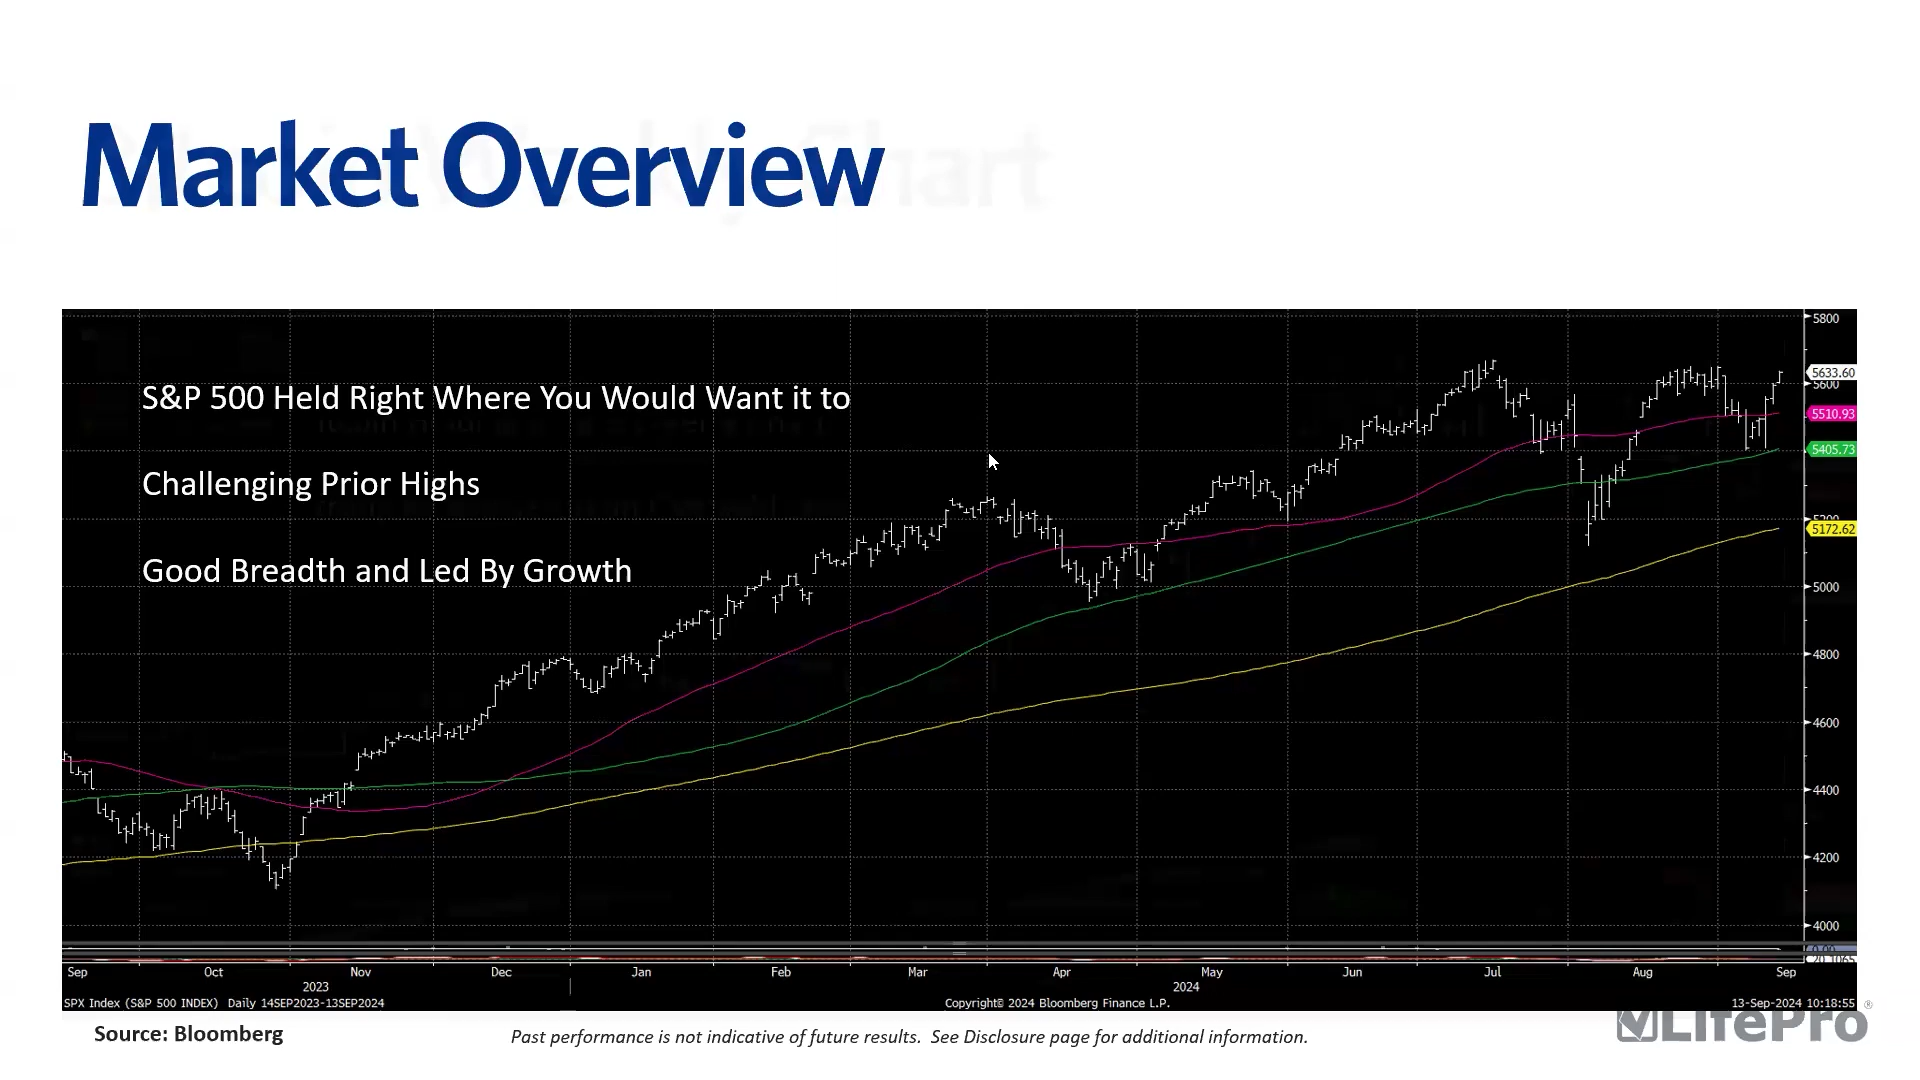 Market Overview
S&P 500 Held Right Where You Would Want it to
Challenging Prior Highs
Good Breadth and Led By Growth
5800
5633.60
5600
5510.93
5405.73
5200
5172.62
5000
4800
4600
4400
4200
4000
0.00
20.1065
Sep Oct Nov Dec Jan Feb Mar Apr May Jun Jul Aug Sep
2023 2024
SPX Index (S&P 500 INDEX) Daily 14SEP2023-13SEP2024 Copyright© 2024 Bloomberg Finance L.P. 13-Sep-2024 10:18:55
Source: Bloomberg
Past performance is not indicative of future results. See Disclosure page for additional information.
LifePro®